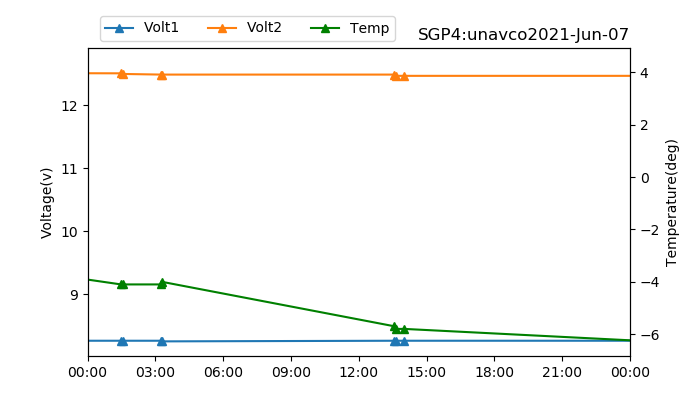 Volt1 Volt2 Temp
SGP4:unavco2021-Jun-07
Voltage(v)
12
11
10
9
4
2
0
−2
−4
−6
Temperature(deg)
00:00 03:00 06:00 09:00 12:00 15:00 18:00 21:00 00:00